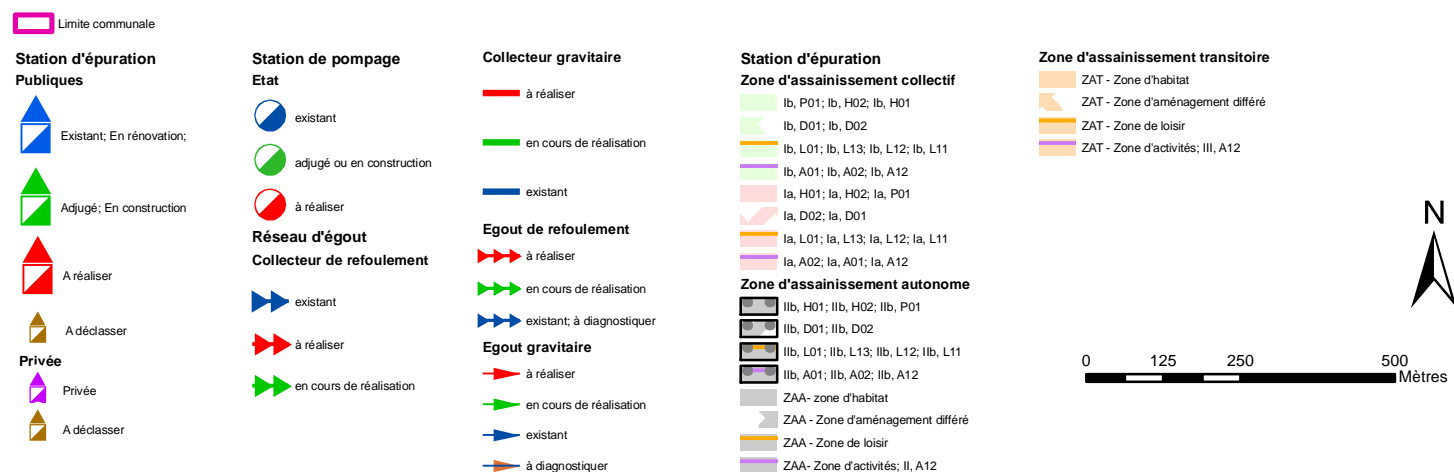 Limite communale
Station d'épuration
Publiques
Existant; En rénovation;
Adjugé; En construction
A réaliser
A déclasser
Privée
Privée
A déclasser
Station de pompage
Etat
existant
adjugé ou en construction
à réaliser
Réseau d'égout
Collecteur de refoulement
existant
à réaliser
en cours de réalisation
Collecteur gravitaire
à réaliser
en cours de réalisation
existant
Egout de refoulement
à réaliser
en cours de réalisation
existant; à diagnostiquer
Egout gravitaire
à réaliser
en cours de réalisation
existant
à diagnostiquer
Station d'épuration
Zone d'assainissement collectif
Ib, P01; Ib, H02; Ib, H01
Ib, D01; Ib, D02
Ib, L01; Ib, L13; Ib, L12; Ib, L11
Ib, A01; Ib, A02; Ib, A12
Ia, H01; Ia, H02; Ia, P01
Ia, D02; Ia, D01
Ia, L01; Ia, L13; Ia, L12; Ia, L11
Ia, A02; Ia, A01; Ia, A12
Zone d'assainissement autonome
IIb, H01; IIb, H02; IIb, P01
IIb, D01; IIb, D02
IIb, L01; IIb, L13; IIb, L12; IIb, L11
IIb, A01; IIb, A02; IIb, A12
ZAA- zone d'habitat
ZAA - Zone d'aménagement différé
ZAA - Zone de loisir
ZAA- Zone d'activités; II, A12
Zone d'assainissement transitoire
ZAT - Zone d'habitat
ZAT - Zone d'aménagement différé
ZAT - Zone de loisir
ZAT - Zone d'activités; III, A12
N
0 125 250 500
Mètres